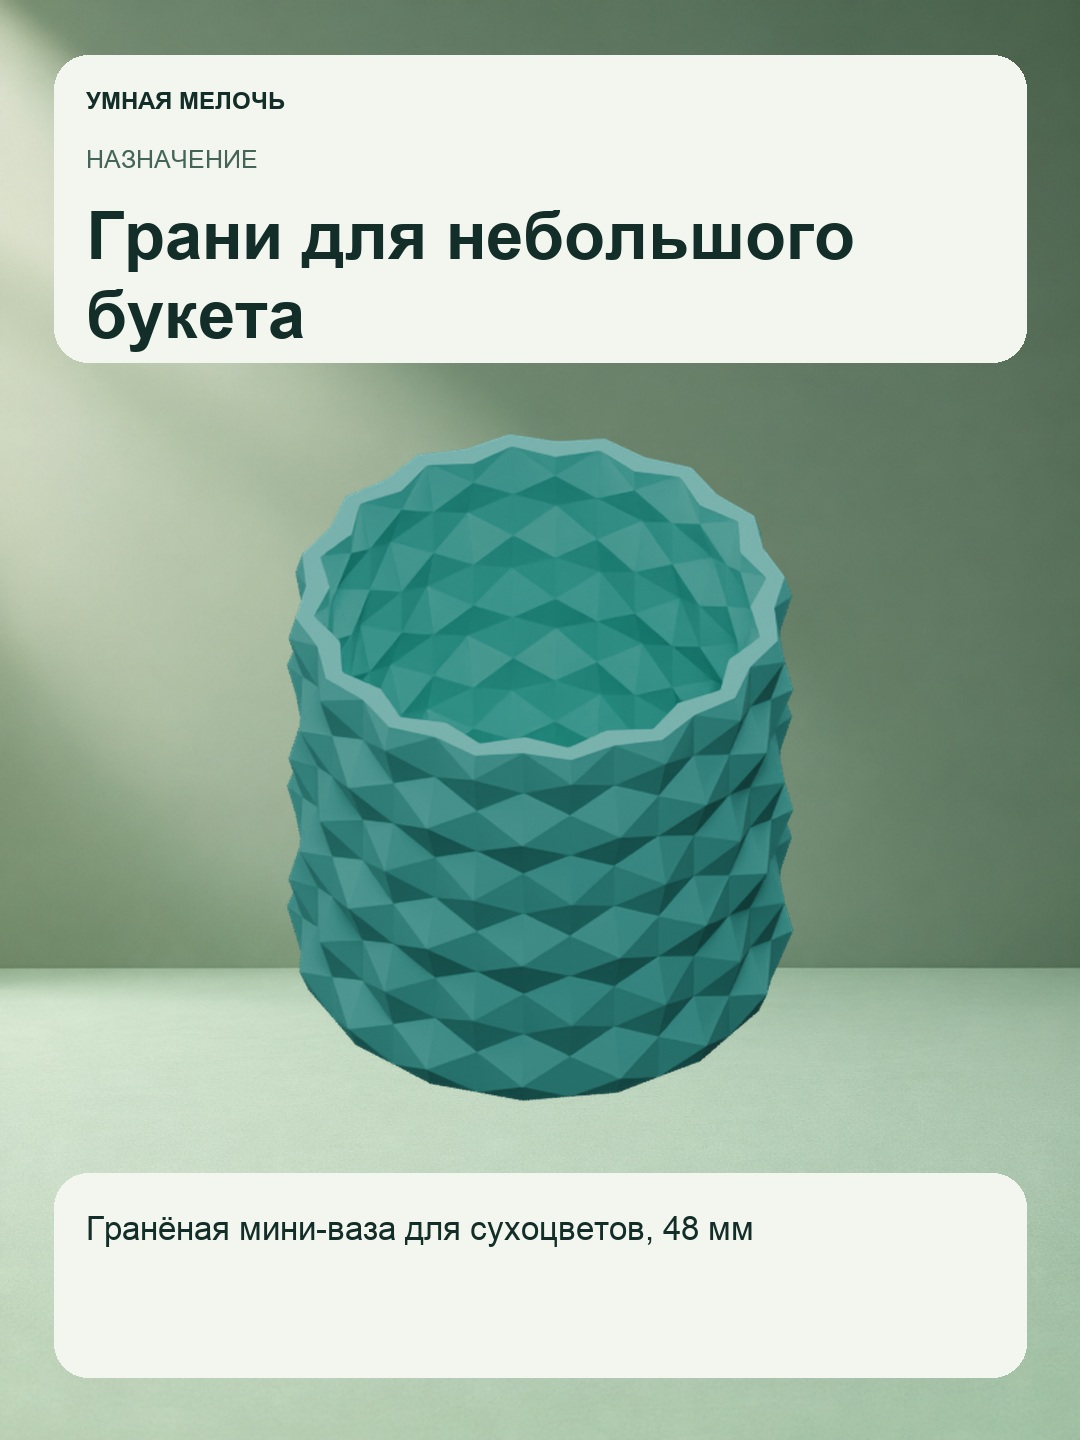 УМНАЯ МЕЛОЧЬ
НАЗНАЧЕНИЕ
Грани для небольшого
букета
Гранёная мини-ваза для сухоцветов, 48 мм